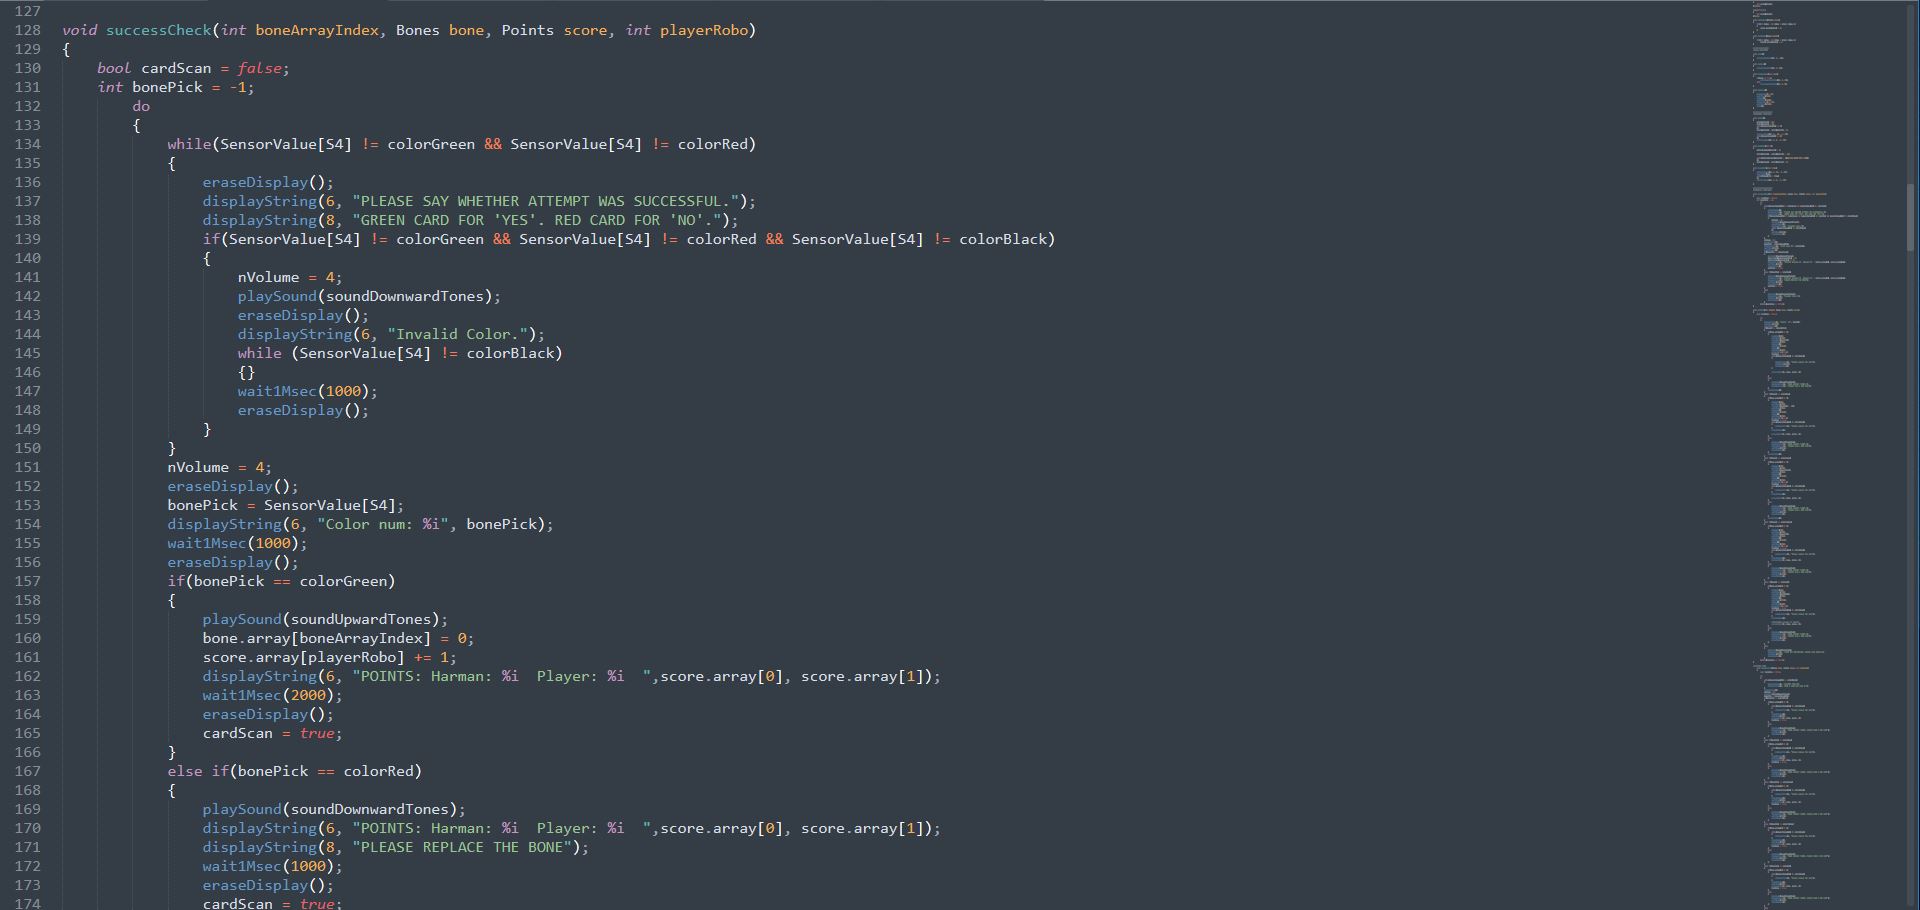 127
128 void successCheck(int boneArrayIndex, Bones bone, Points score, int playerRobo)
129 {
130     bool cardScan = false;
131     int bonePick = -1;
132         do
133         {
134             while(SensorValue[S4] != colorGreen && SensorValue[S4] != colorRed)
135             {
136                 eraseDisplay();
137                 displayString(6, "PLEASE SAY WHETHER ATTEMPT WAS SUCCESSFUL.");
138                 displayString(8, "GREEN CARD FOR 'YES'. RED CARD FOR 'NO'.");
139                 if(SensorValue[S4] != colorGreen && SensorValue[S4] != colorRed && SensorValue[S4] != colorBlack)
140                 {
141                     nVolume = 4;
142                     playSound(soundDownwardTones);
143                     eraseDisplay();
144                     displayString(6, "Invalid Color.");
145                     while (SensorValue[S4] != colorBlack)
146                     {}
147                     wait1Msec(1000);
148                     eraseDisplay();
149                 }
150             }
151             nVolume = 4;
152             eraseDisplay();
153             bonePick = SensorValue[S4];
154             displayString(6, "Color num: %i", bonePick);
155             wait1Msec(1000);
156             eraseDisplay();
157             if(bonePick == colorGreen)
158             {
159                 playSound(soundUpwardTones);
160                 bone.array[boneArrayIndex] = 0;
161                 score.array[playerRobo] += 1;
162                 displayString(6, "POINTS: Harman: %i  Player: %i  ",score.array[0], score.array[1]);
163                 wait1Msec(2000);
164                 eraseDisplay();
165                 cardScan = true;
166             }
167             else if(bonePick == colorRed)
168             {
169                 playSound(soundDownwardTones);
170                 displayString(6, "POINTS: Harman: %i  Player: %i  ",score.array[0], score.array[1]);
171                 displayString(8, "PLEASE REPLACE THE BONE");
172                 wait1Msec(1000);
173                 eraseDisplay();
174                 cardScan = true;